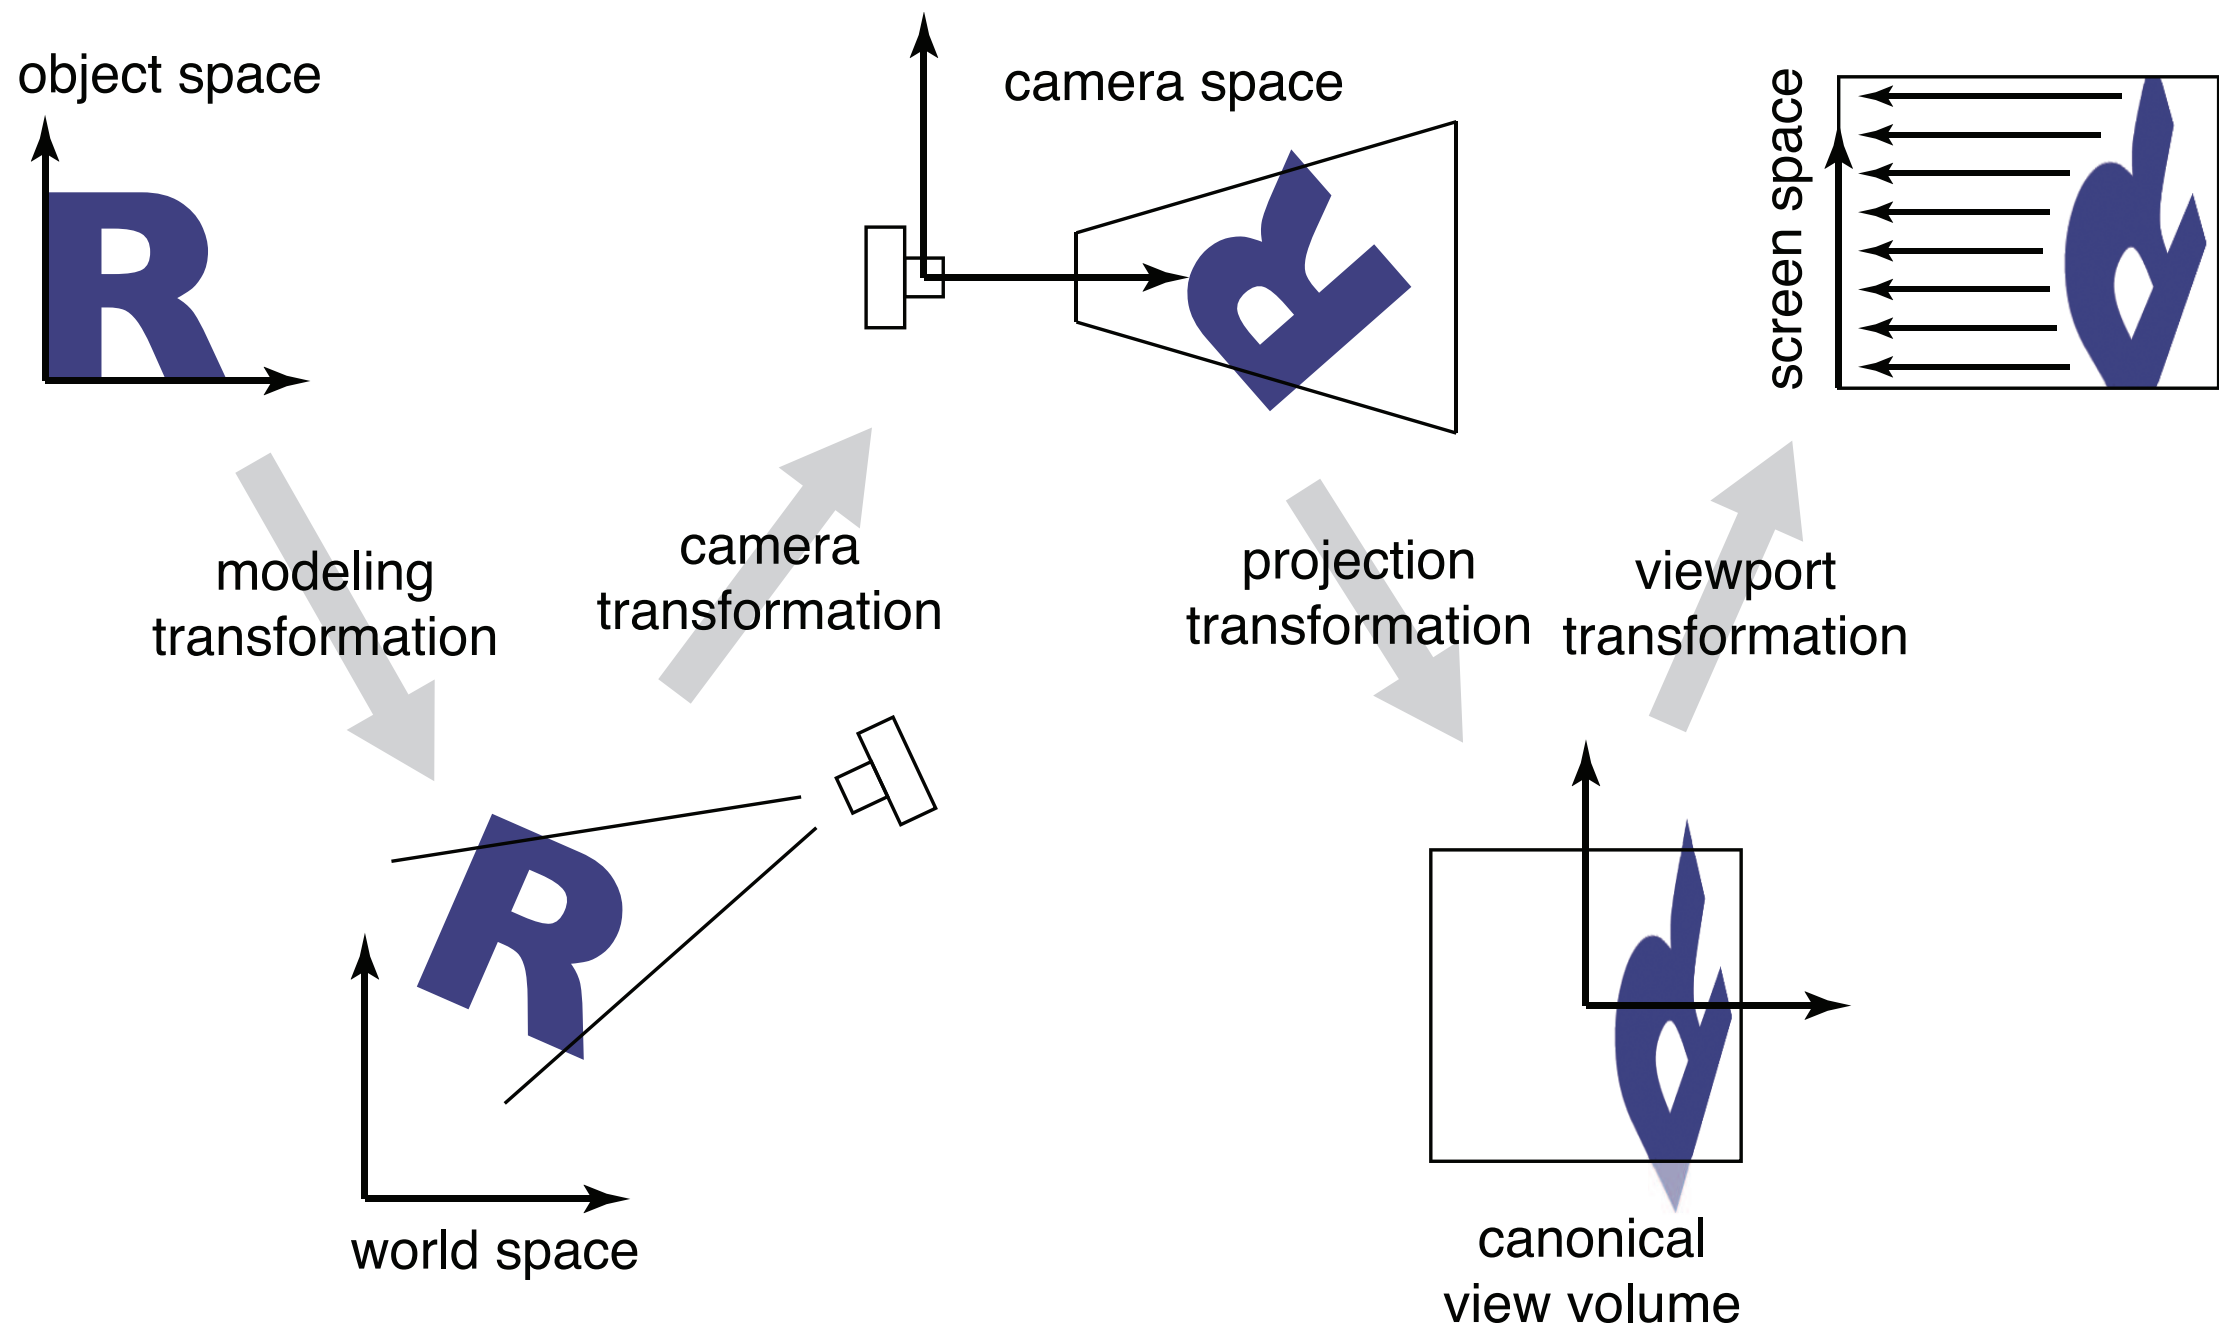 object space
camera space
screen space
modeling
transformation
camera
transformation
projection
transformation
viewport
transformation
world space
canonical
view volume
R
R
R
R
R